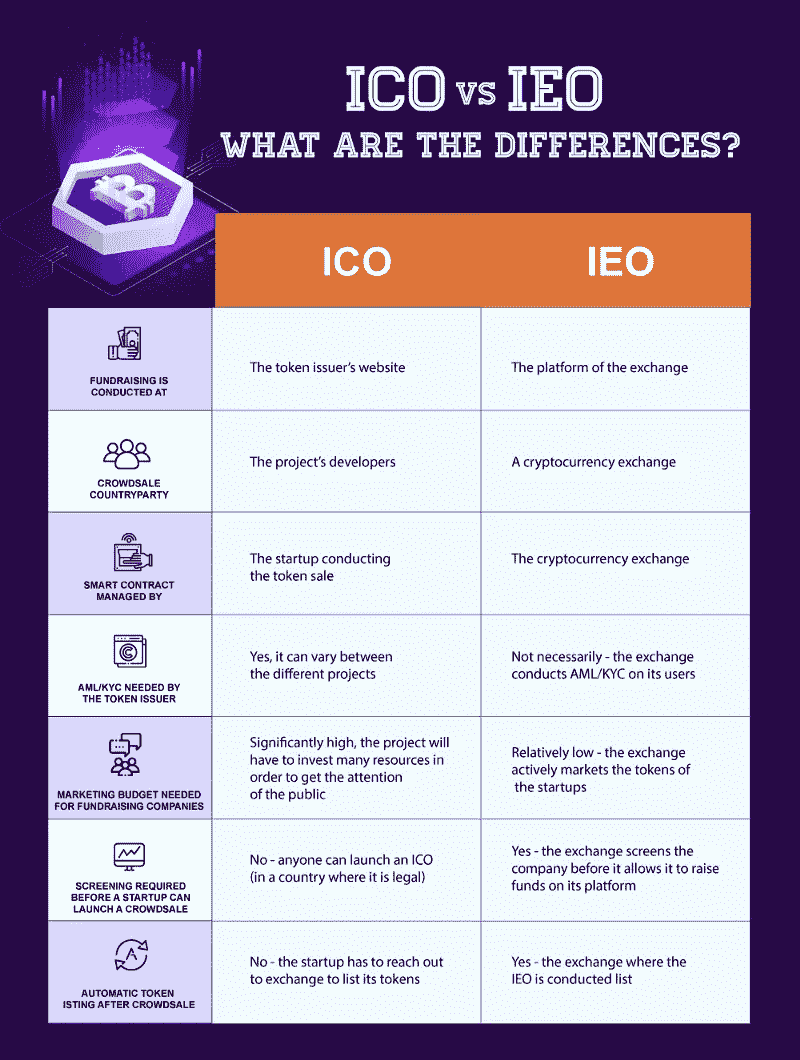 ICO vs IEO
WHAT ARE THE DIFFERENCES?
ICO
IEO
FUNDRAISING IS
CONDUCTED AT
The token issuer's website
The platform of the exchange
CROWDSALE
COUNTRYPARTY
The project's developers
A cryptocurrency exchange
SMART CONTRACT
MANAGED BY
The startup conducting
the token sale
The cryptocurrency exchange
AML/KYC NEEDED BY
THE TOKEN ISSUER
Yes, it can vary between
the different projects
Not necessarily - the exchange
conducts AML/KYC on its users
MARKETING BUDGET NEEDED
FOR FUNDRAISING COMPANIES
Significantly high, the project will
have to invest many resources in
order to get the attention
of the public
Relatively low - the exchange
actively markets the tokens of
the startups
SCREENING REQUIRED
BEFORE A STARTUP CAN
LAUNCH A CROWDSALE
No - anyone can launch an ICO
(in a country where it is legal)
Yes - the exchange screens the
company before it allows it to raise
funds on its platform
AUTOMATIC TOKEN
ISTING AFTER CROWDSALE
No - the startup has to reach out
to exchange to list its tokens
Yes - the exchange where the
IEO is conducted list